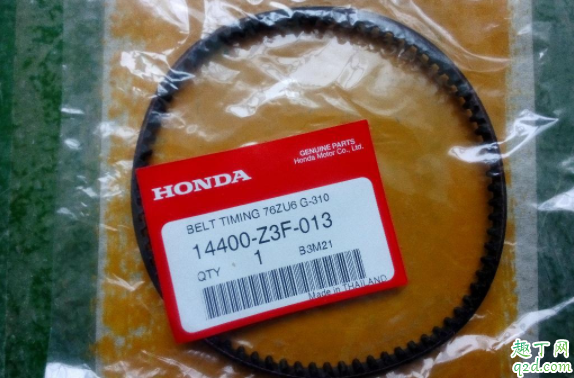 GENUINE PARTS
Honda Motor Co., Ltd.
HONDA
BELT TIMING 76ZU6 G-310
14400-Z3F-013
QTY 1 B3M21
Made in THAILAND
趣丁网
q2d.com